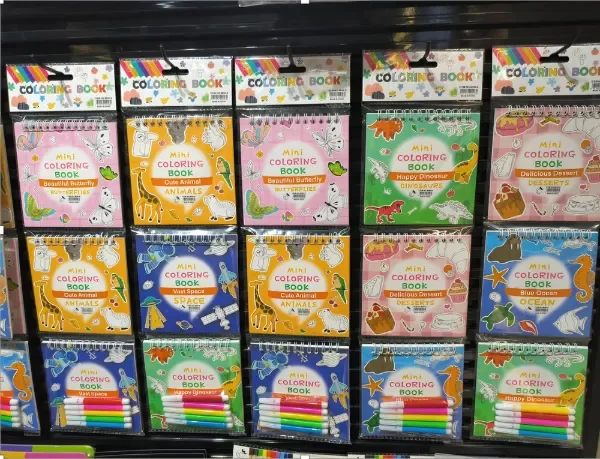 COLORING BOOK
COLORING BOOK
COLORING BOOK
COLORING BOOK
COLORING BOOK
Mini
COLORING
BOOK
Beautiful Butterfly
BUTTERFLIES
Mini
COLORING
BOOK
Cute Animal
ANIMALS
Mini
COLORING
BOOK
Beautiful Butterfly
BUTTERFLIES
Mini
COLORING
BOOK
Happy Dinosaur
DINOSAURS
Mini
COLORING
BOOK
Delicious Dessert
DESSERTS
Mini
COLORING
BOOK
Cute Animal
ANIMALS
Mini
COLORING
BOOK
Vast Space
SPACE
Mini
COLORING
BOOK
Cute Animal
ANIMALS
Mini
COLORING
BOOK
Delicious Dessert
DESSERTS
Mini
COLORING
BOOK
Blue Ocean
OCEAN
Mini
COLORING
BOOK
Vast Space
Mini
COLORING
BOOK
Happy Dinosaur
Mini
COLORING
BOOK
Mini
COLORING
BOOK
Mini
COLORING
BOOK
Happy Dinosaur